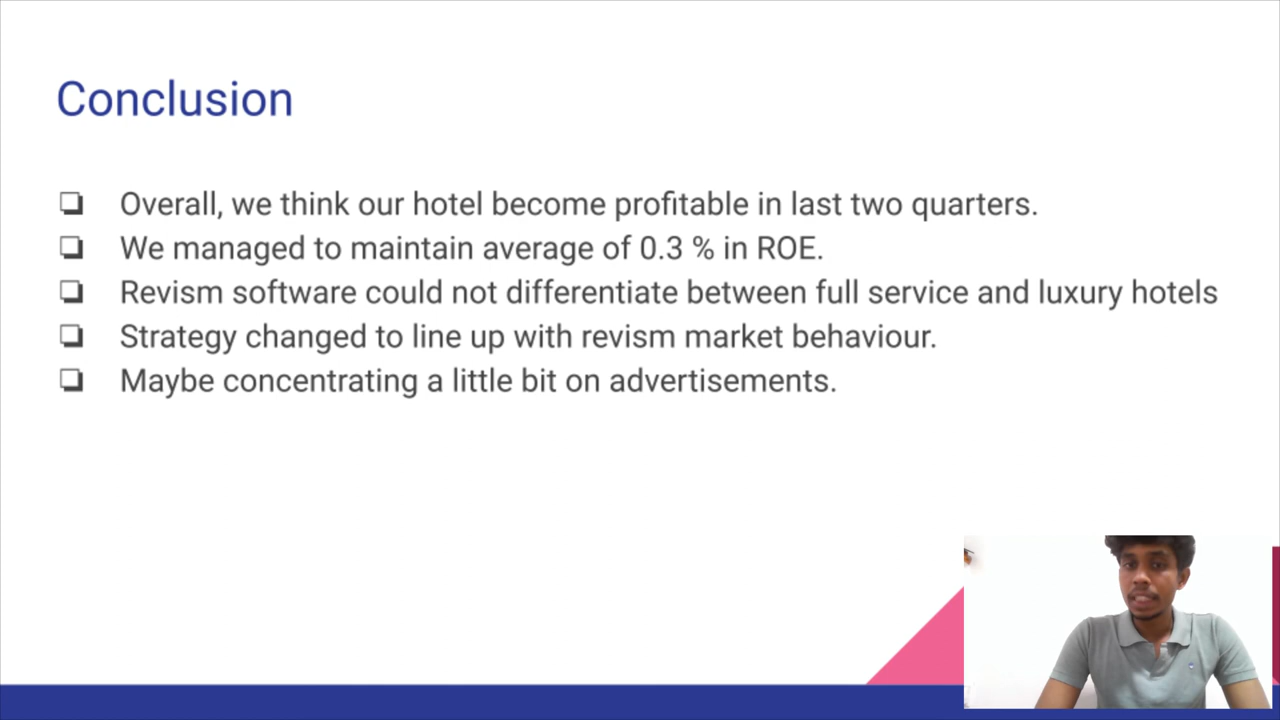 Conclusion
❏ Overall, we think our hotel become profitable in last two quarters.
❏ We managed to maintain average of 0.3 % in ROE.
❏ Revism software could not differentiate between full service and luxury hotels
❏ Strategy changed to line up with revism market behaviour.
❏ Maybe concentrating a little bit on advertisements.